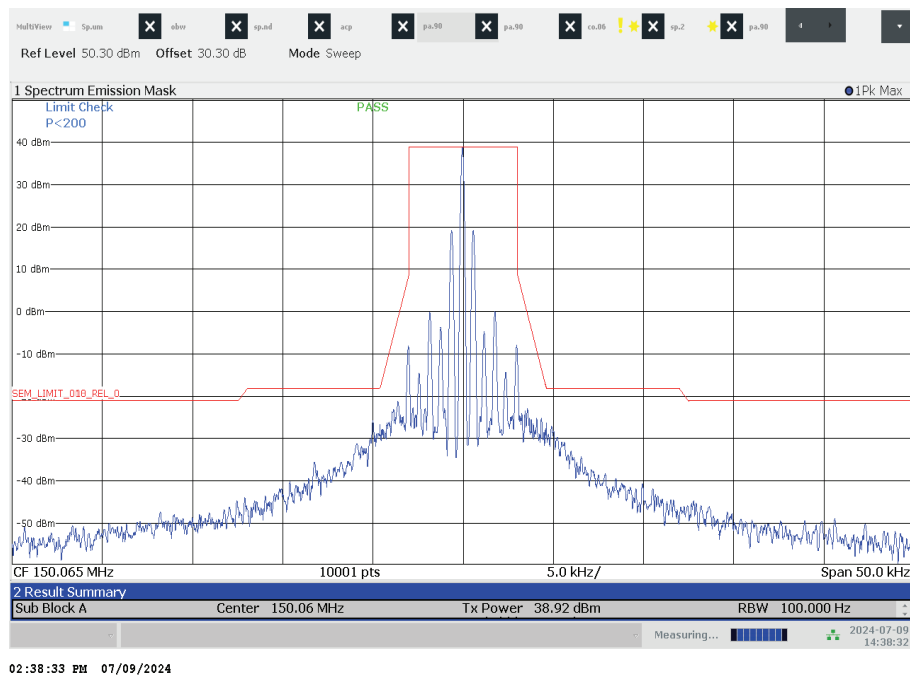 MultiView Sp.om obw sp.nd acp pa.90 pa.90 co.06 sp.2 pa.90
Ref Level 50.30 dBm Offset 30.30 dB Mode Sweep
1 Spectrum Emission Mask 1Pk Max
Limit Check PASS
P<200
40 dBm
30 dBm
20 dBm
10 dBm
0 dBm
-10 dBm
SEM_LIMIT_010_REL_0
-30 dBm
-40 dBm
-50 dBm
CF 150.065 MHz 10001 pts 5.0 kHz/ Span 50.0 kHz
2 Result Summary
Sub Block A Center 150.06 MHz Tx Power 38.92 dBm RBW 100.000 Hz
Measuring... 2024-07-09
14:38:32
02:38:33 PM 07/09/2024